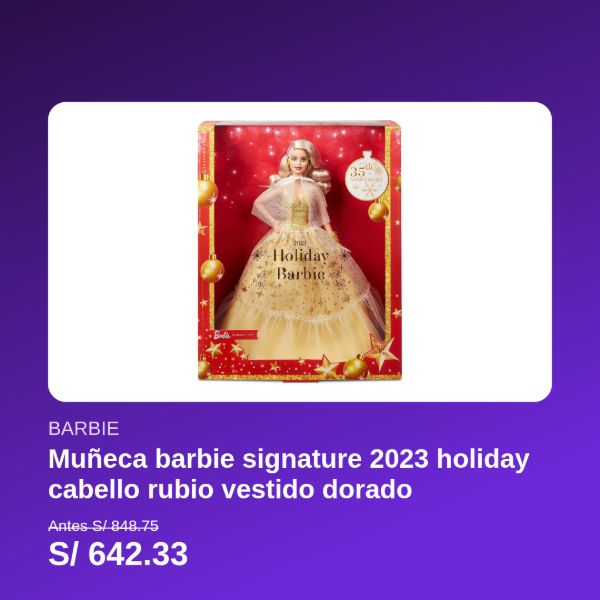 35th
ANNIVERSARY
2023
Holiday
Barbie
Barbie
BARBIE
Muñeca barbie signature 2023 holiday
cabello rubio vestido dorado
Antes S/ 848.75
S/ 642.33